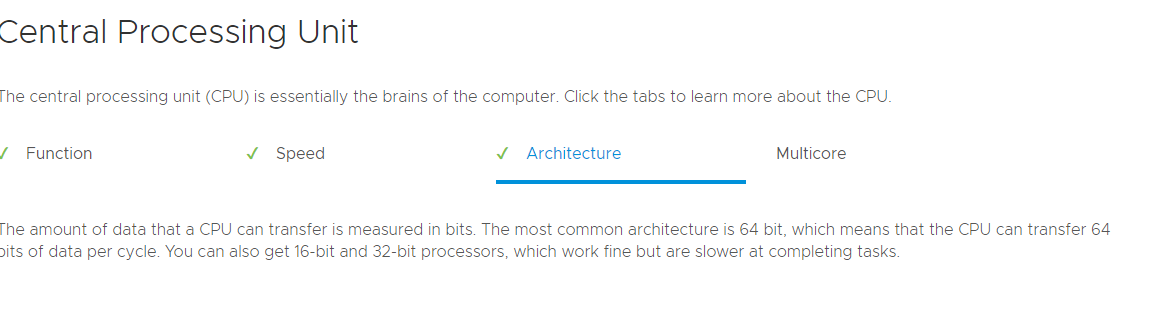 Central Processing Unit
The central processing unit (CPU) is essentially the brains of the computer. Click the tabs to learn more about the CPU.
✓ Function ✓ Speed ✓ Architecture Multicore
The amount of data that a CPU can transfer is measured in bits. The most common architecture is 64 bit, which means that the CPU can transfer 64
bits of data per cycle. You can also get 16-bit and 32-bit processors, which work fine but are slower at completing tasks.